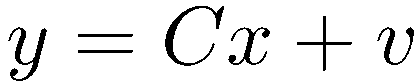 y = Cx + v